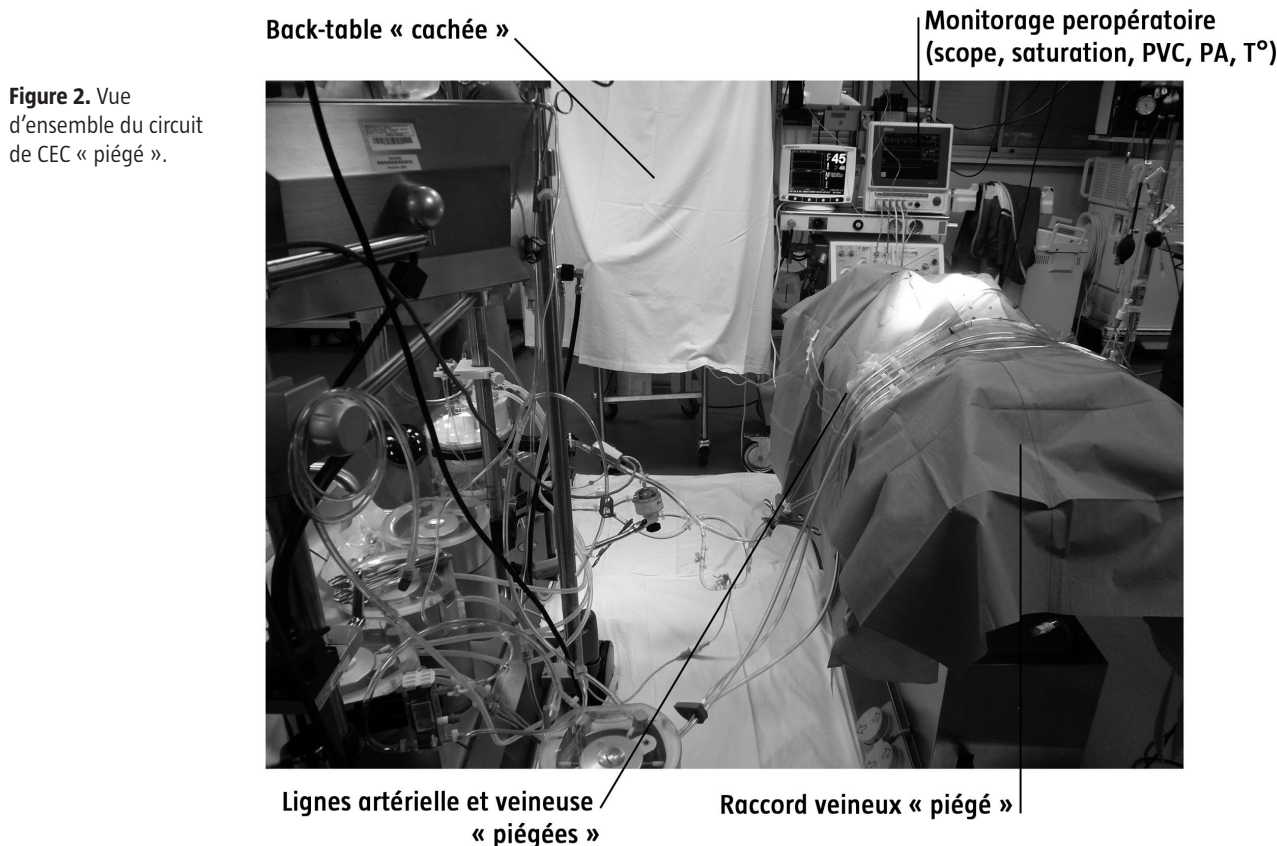 Back-table « cachée »
Monitorage peropératoire
(scope, saturation, PVC, PA, T°)
Figure 2. Vue
d'ensemble du circuit
de CEC « piégé ».
45
Lignes artérielle et veineuse
« piégées »
Raccord veineux « piégé »